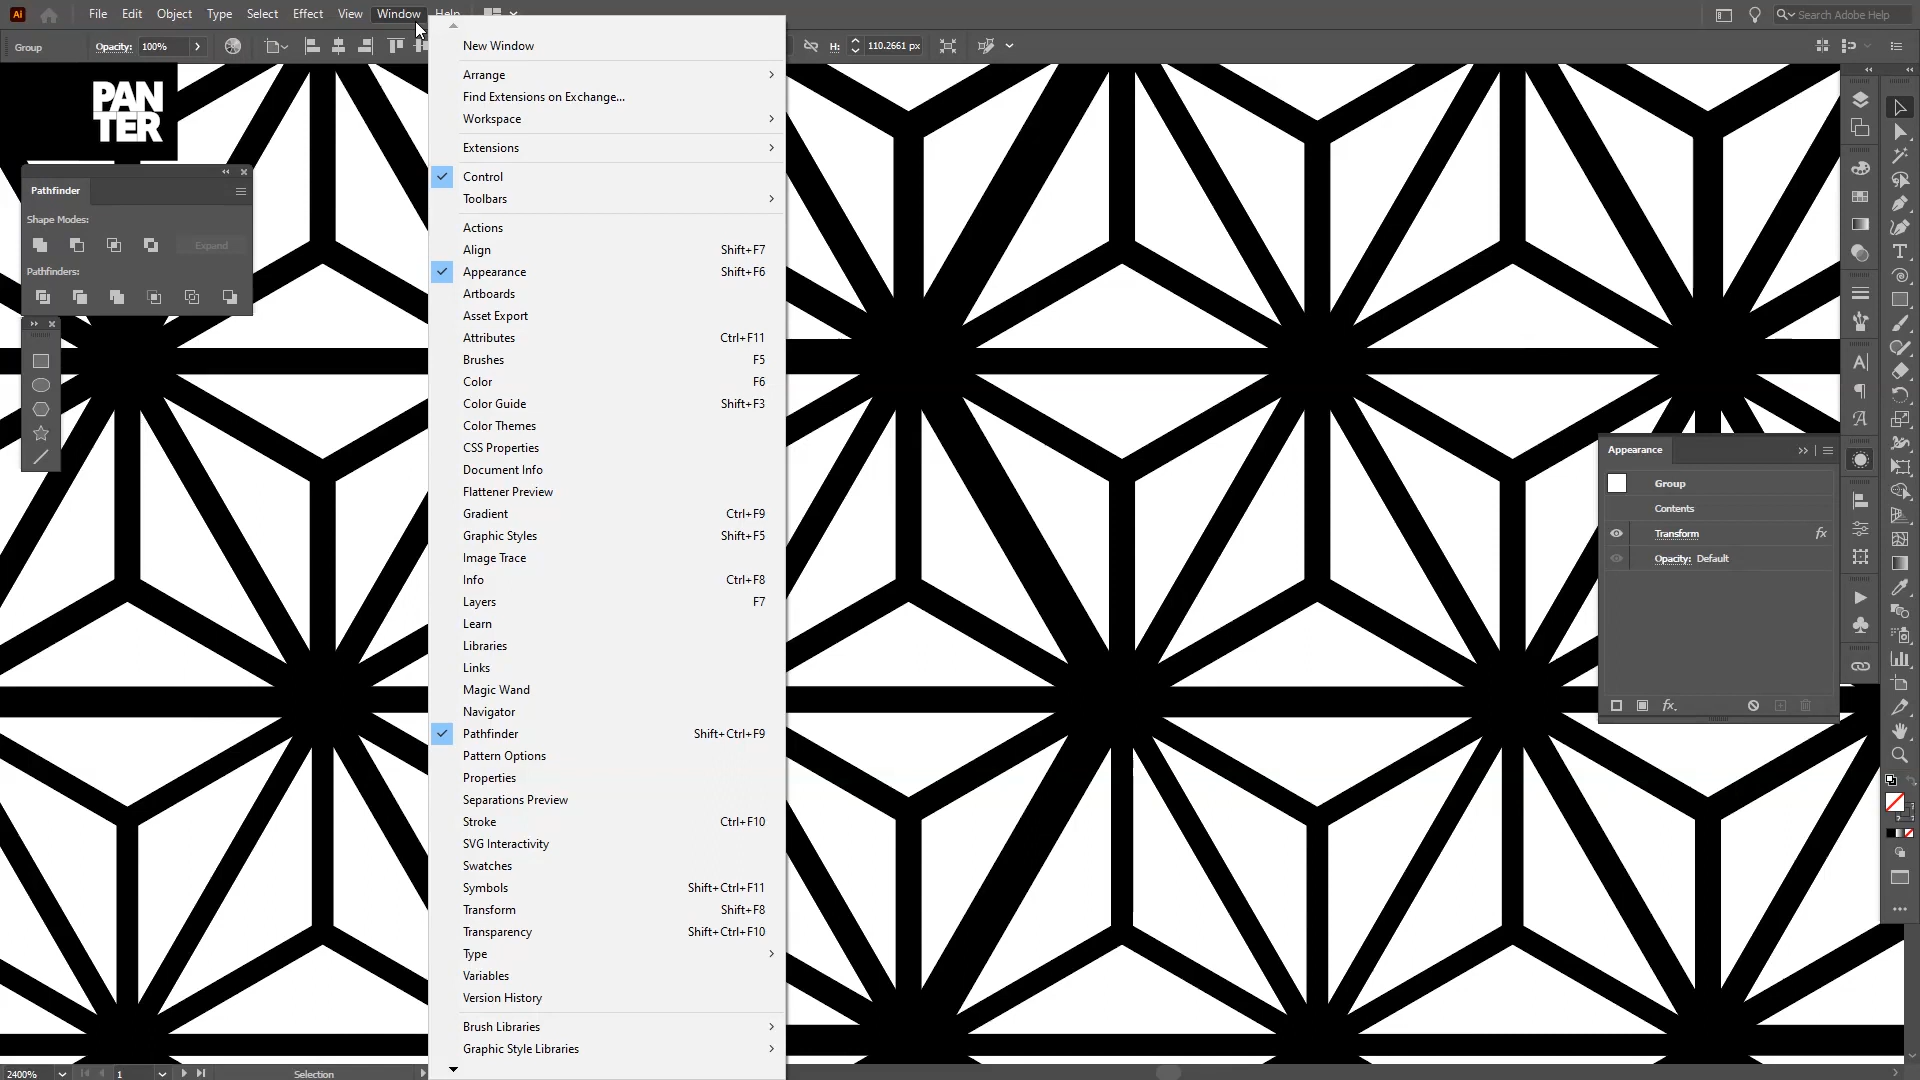 Ai
File Edit Object Type Select Effect View Window Help
Search Adobe Help
Group Opacity: 100% H: 110.2661 px
PAN
TER
Pathfinder
Shape Modes:
Expand
Pathfinders:
New Window
Arrange
Find Extensions on Exchange...
Workspace
Extensions
Control
Toolbars
Actions
Align Shift+F7
Appearance Shift+F6
Artboards
Asset Export
Attributes Ctrl+F11
Brushes F5
Color F6
Color Guide Shift+F3
Color Themes
CSS Properties
Document Info
Flattener Preview
Gradient Ctrl+F9
Graphic Styles Shift+F5
Image Trace
Info Ctrl+F8
Layers F7
Learn
Libraries
Links
Magic Wand
Navigator
Pathfinder Shift+Ctrl+F9
Pattern Options
Properties
Separations Preview
Stroke Ctrl+F10
SVG Interactivity
Swatches
Symbols Shift+Ctrl+F11
Transform Shift+F8
Transparency Shift+Ctrl+F10
Type
Variables
Version History
Brush Libraries
Graphic Style Libraries
Appearance
Group
Contents
Transform fx
Opacity: Default
fx.
2400% 1 Selection